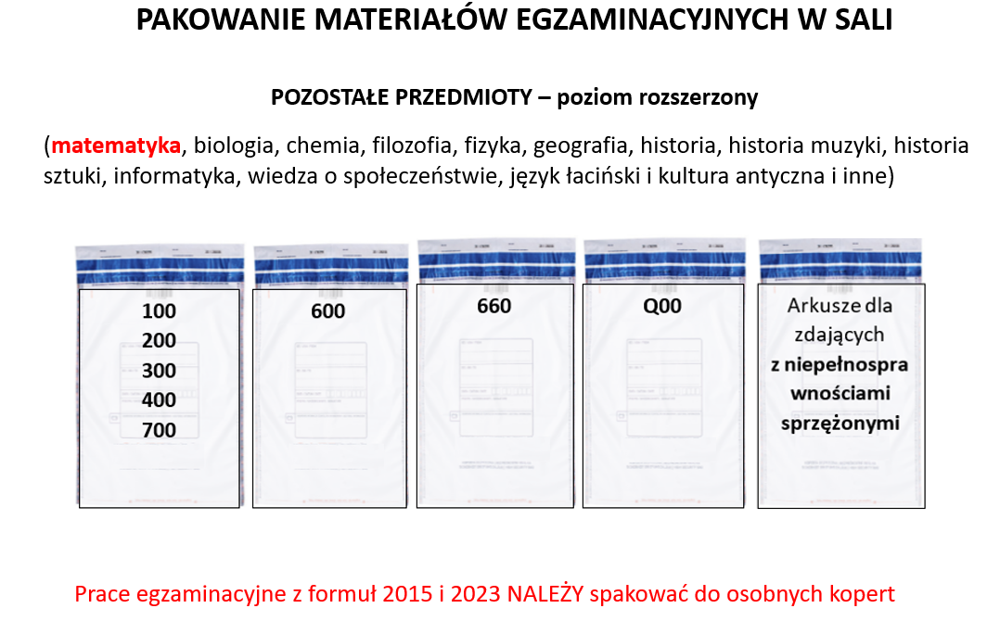 PAKOWANIE MATERIAŁÓW EGZAMINACYJNYCH W SALI
POZOSTAŁE PRZEDMIOTY – poziom rozszerzony
(matematyka, biologia, chemia, filozofia, fizyka, geografia, historia, historia muzyki, historia
sztuki, informatyka, wiedza o społeczeństwie, język łaciński i kultura antyczna i inne)
100
200
300
400
700
600
660
Q00
Arkusze dla
zdających
z niepełnospra
wnościami
sprzężonymi
Prace egzaminacyjne z formuł 2015 i 2023 NALEŻY spakować do osobnych kopert